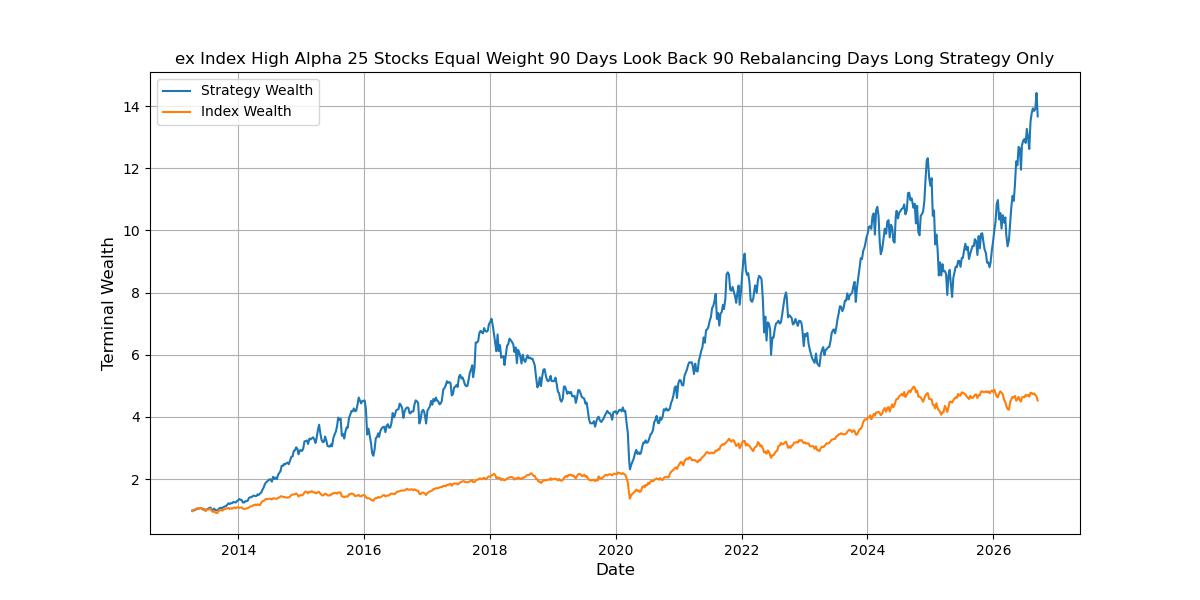 ex Index High Alpha 25 Stocks Equal Weight 90 Days Look Back 90 Rebalancing Days Long Strategy Only
Strategy Wealth
Index Wealth
Terminal Wealth
14
12
10
8
6
4
2
2014 2016 2018 2020 2022 2024 2026
Date